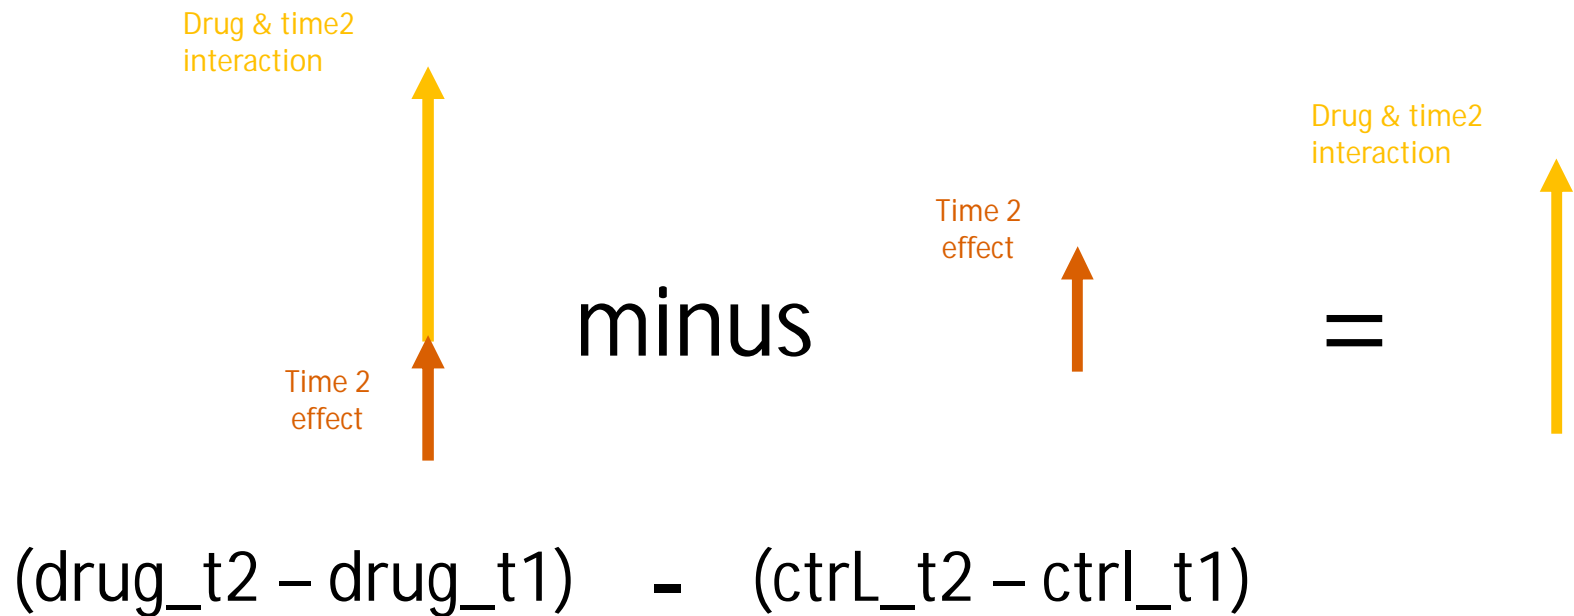 Drug & time2
interaction
Time 2
effect
minus
Time 2
effect
=
Drug & time2
interaction
(drug_t2 – drug_t1) - (ctrL_t2 – ctrl_t1)